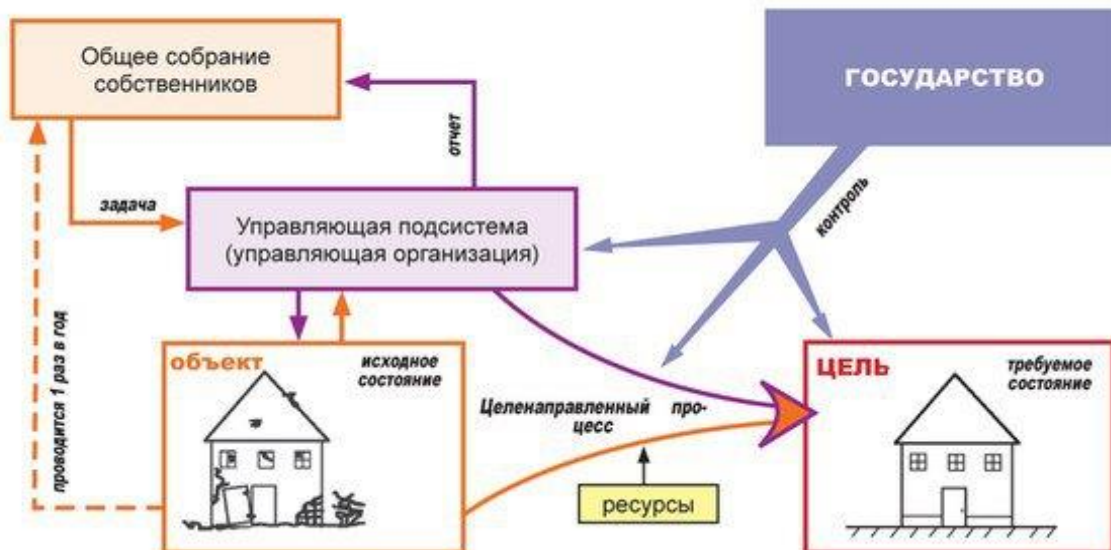 Общее собрание
собственников
ГОСУДАРСТВО
отчет
задача
контроль
Управляющая подсистема
(управляющая организация)
проводится 1 раз в год
объект
исходное
состояние
ЦЕЛЬ
требуемое
состояние
Целенаправленный про-
цесс
ресурсы